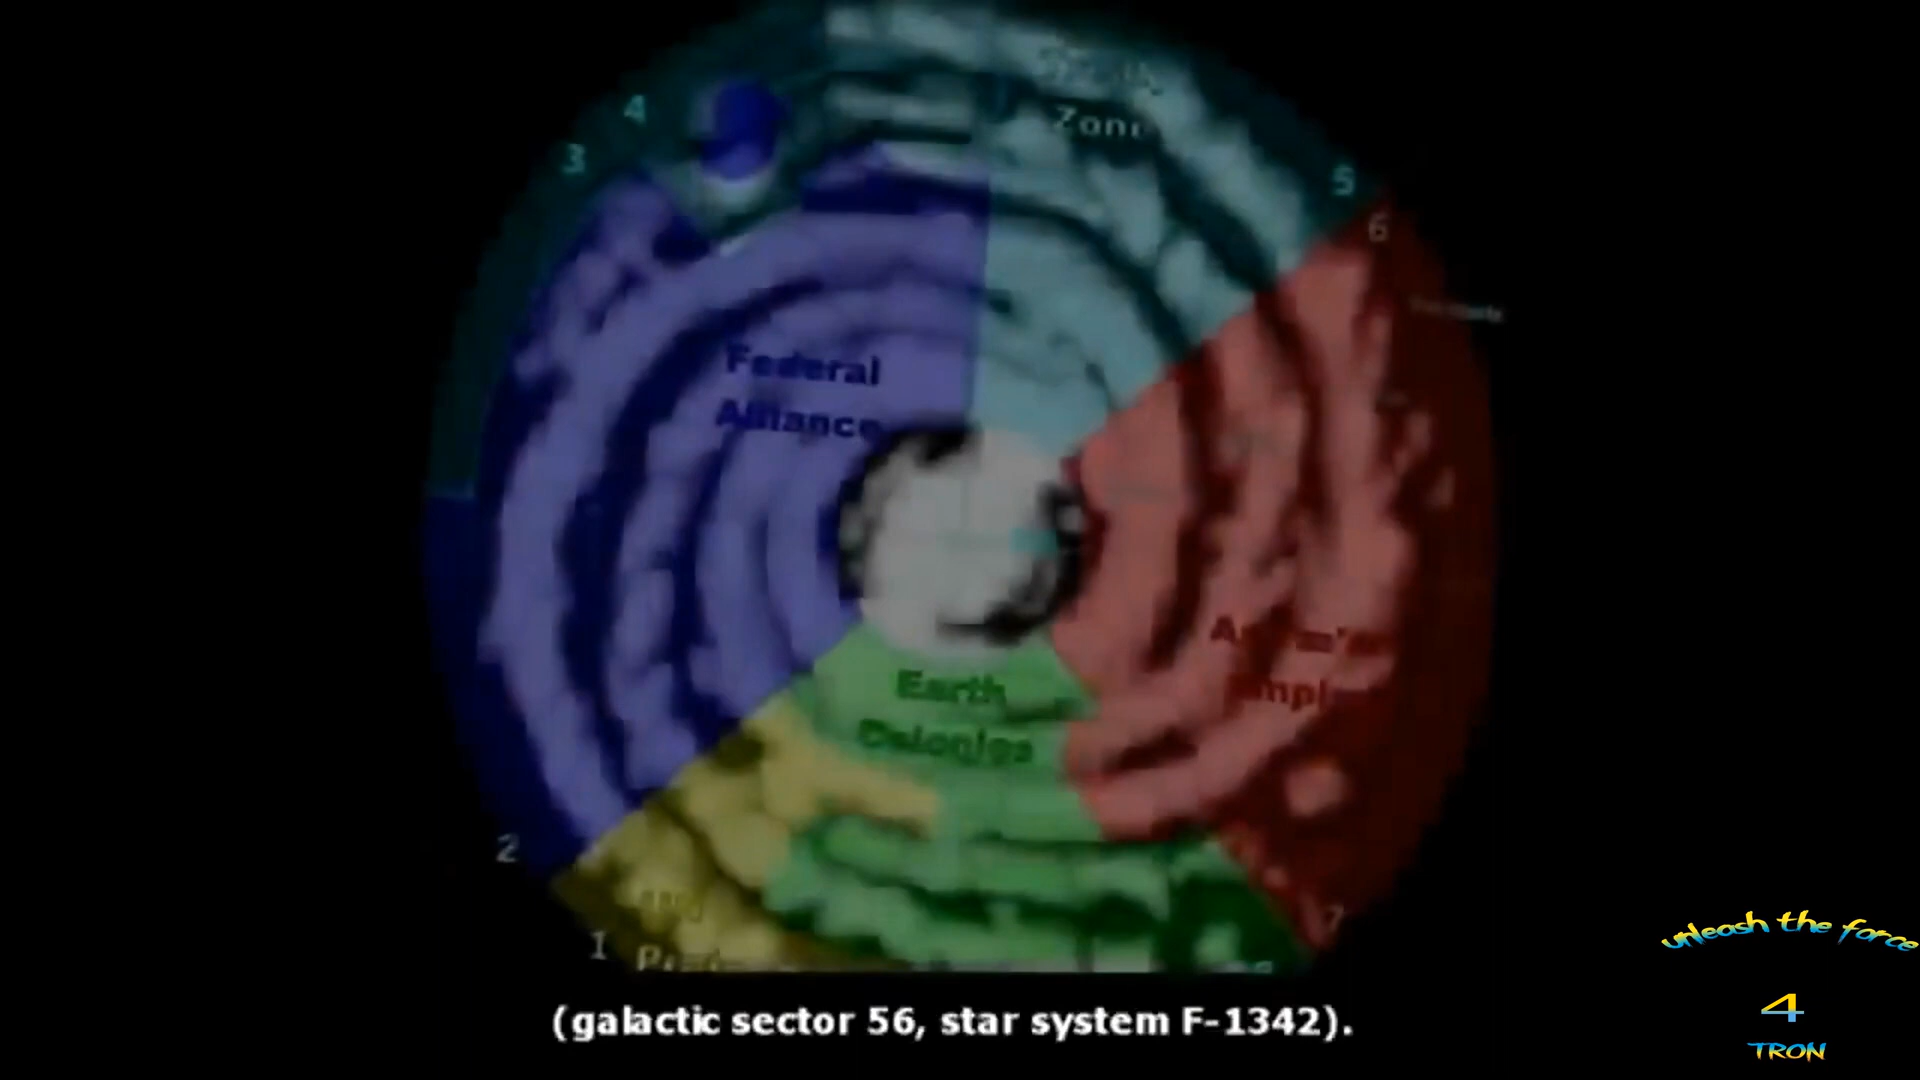 Zone
4
3
5
6
Federal
Alliance
Earth
Colonies
2
7
1
(galactic sector 56, star system F-1342).
unleash the force
4
TRON